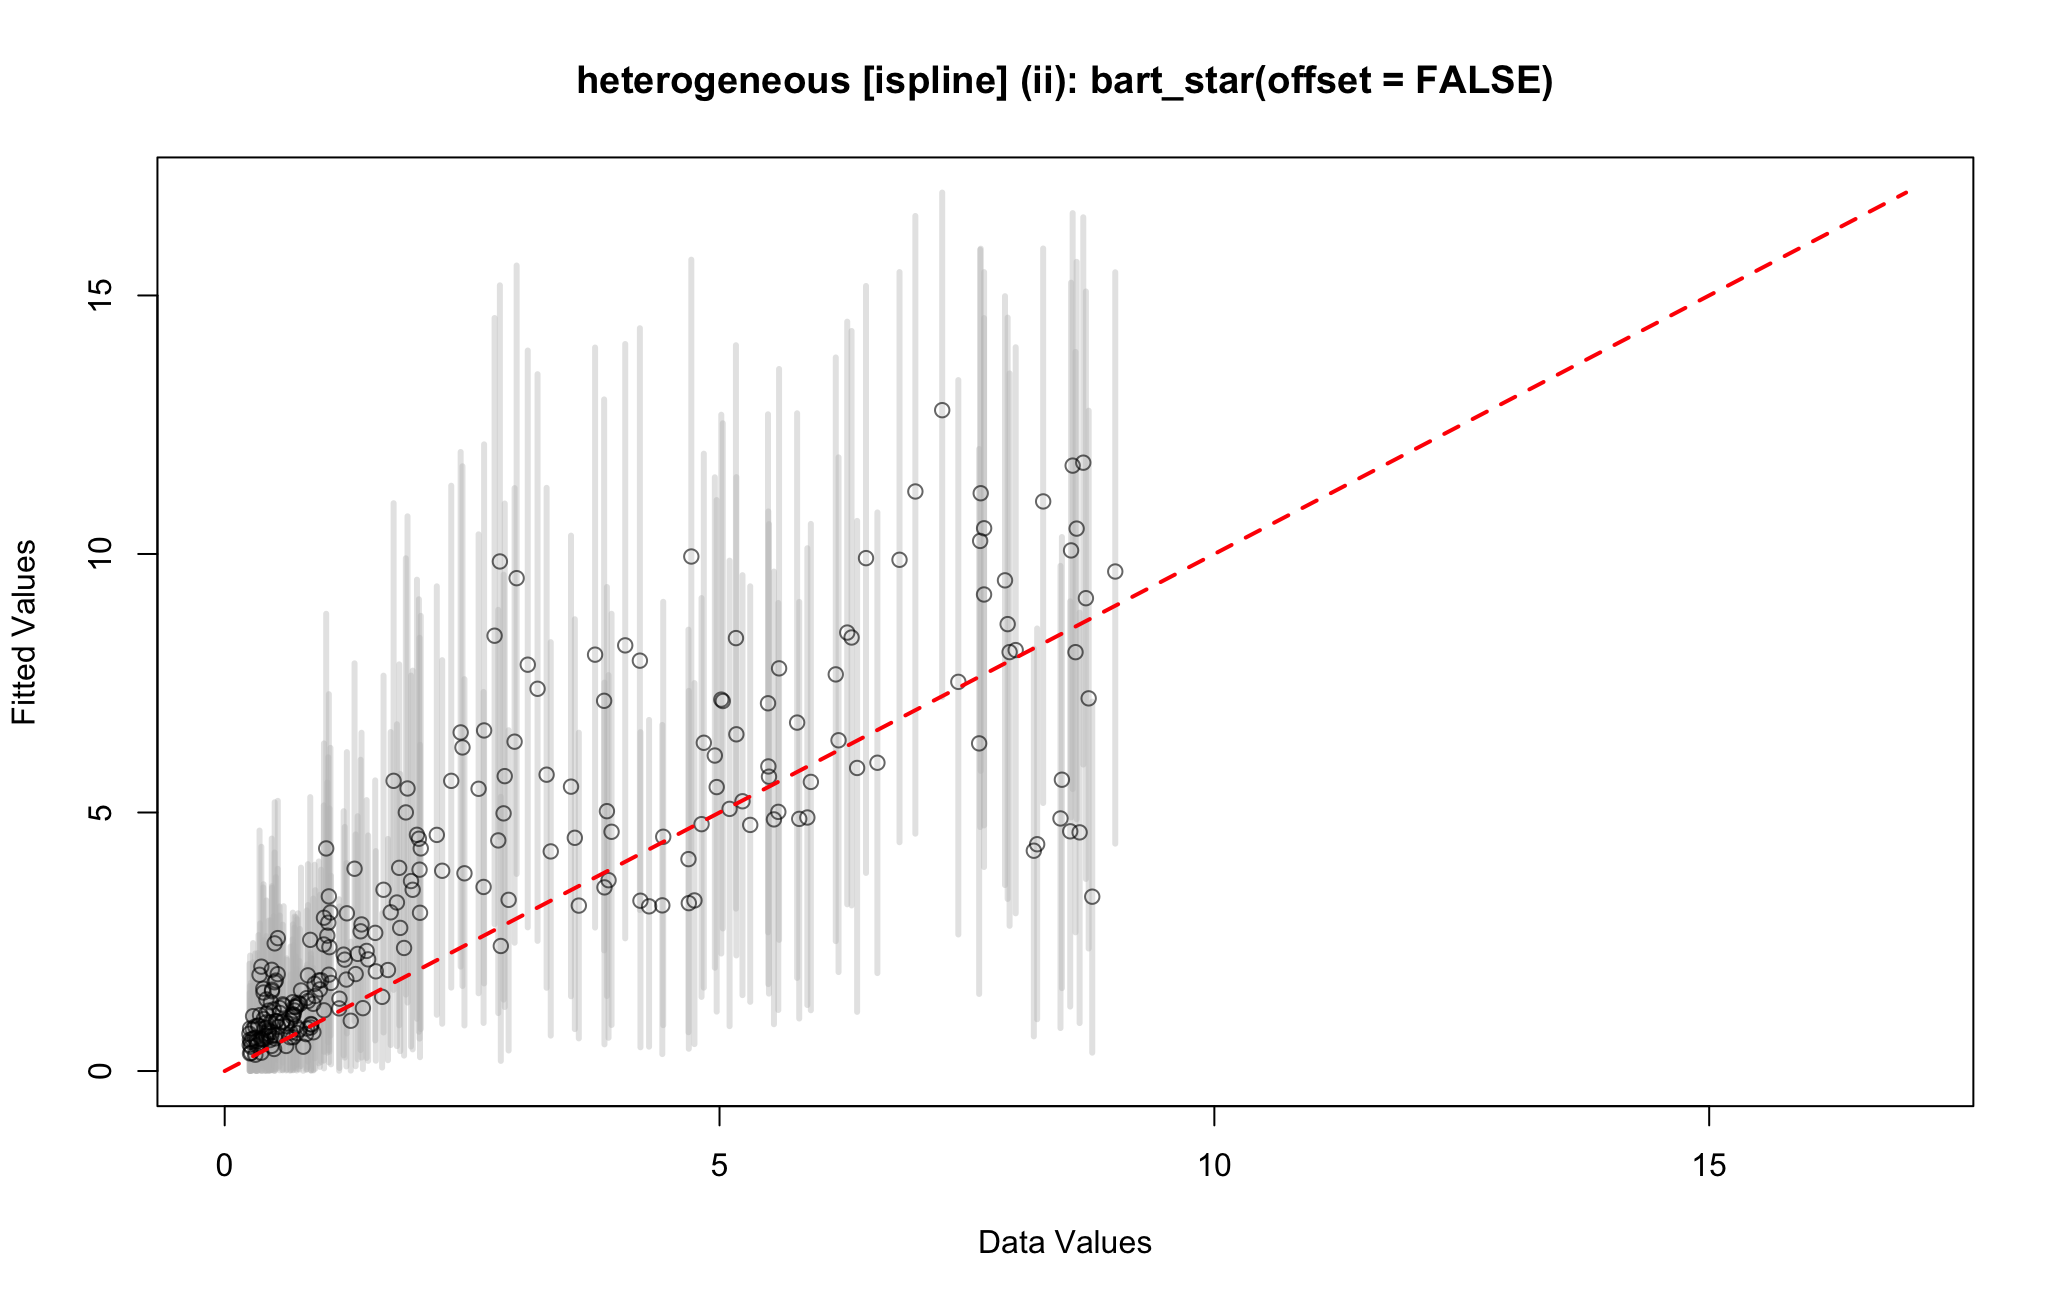 heterogeneous [ispline] (ii): bart_star(offset = FALSE)
Fitted Values
15
10
5
0
0 5 10 15
Data Values